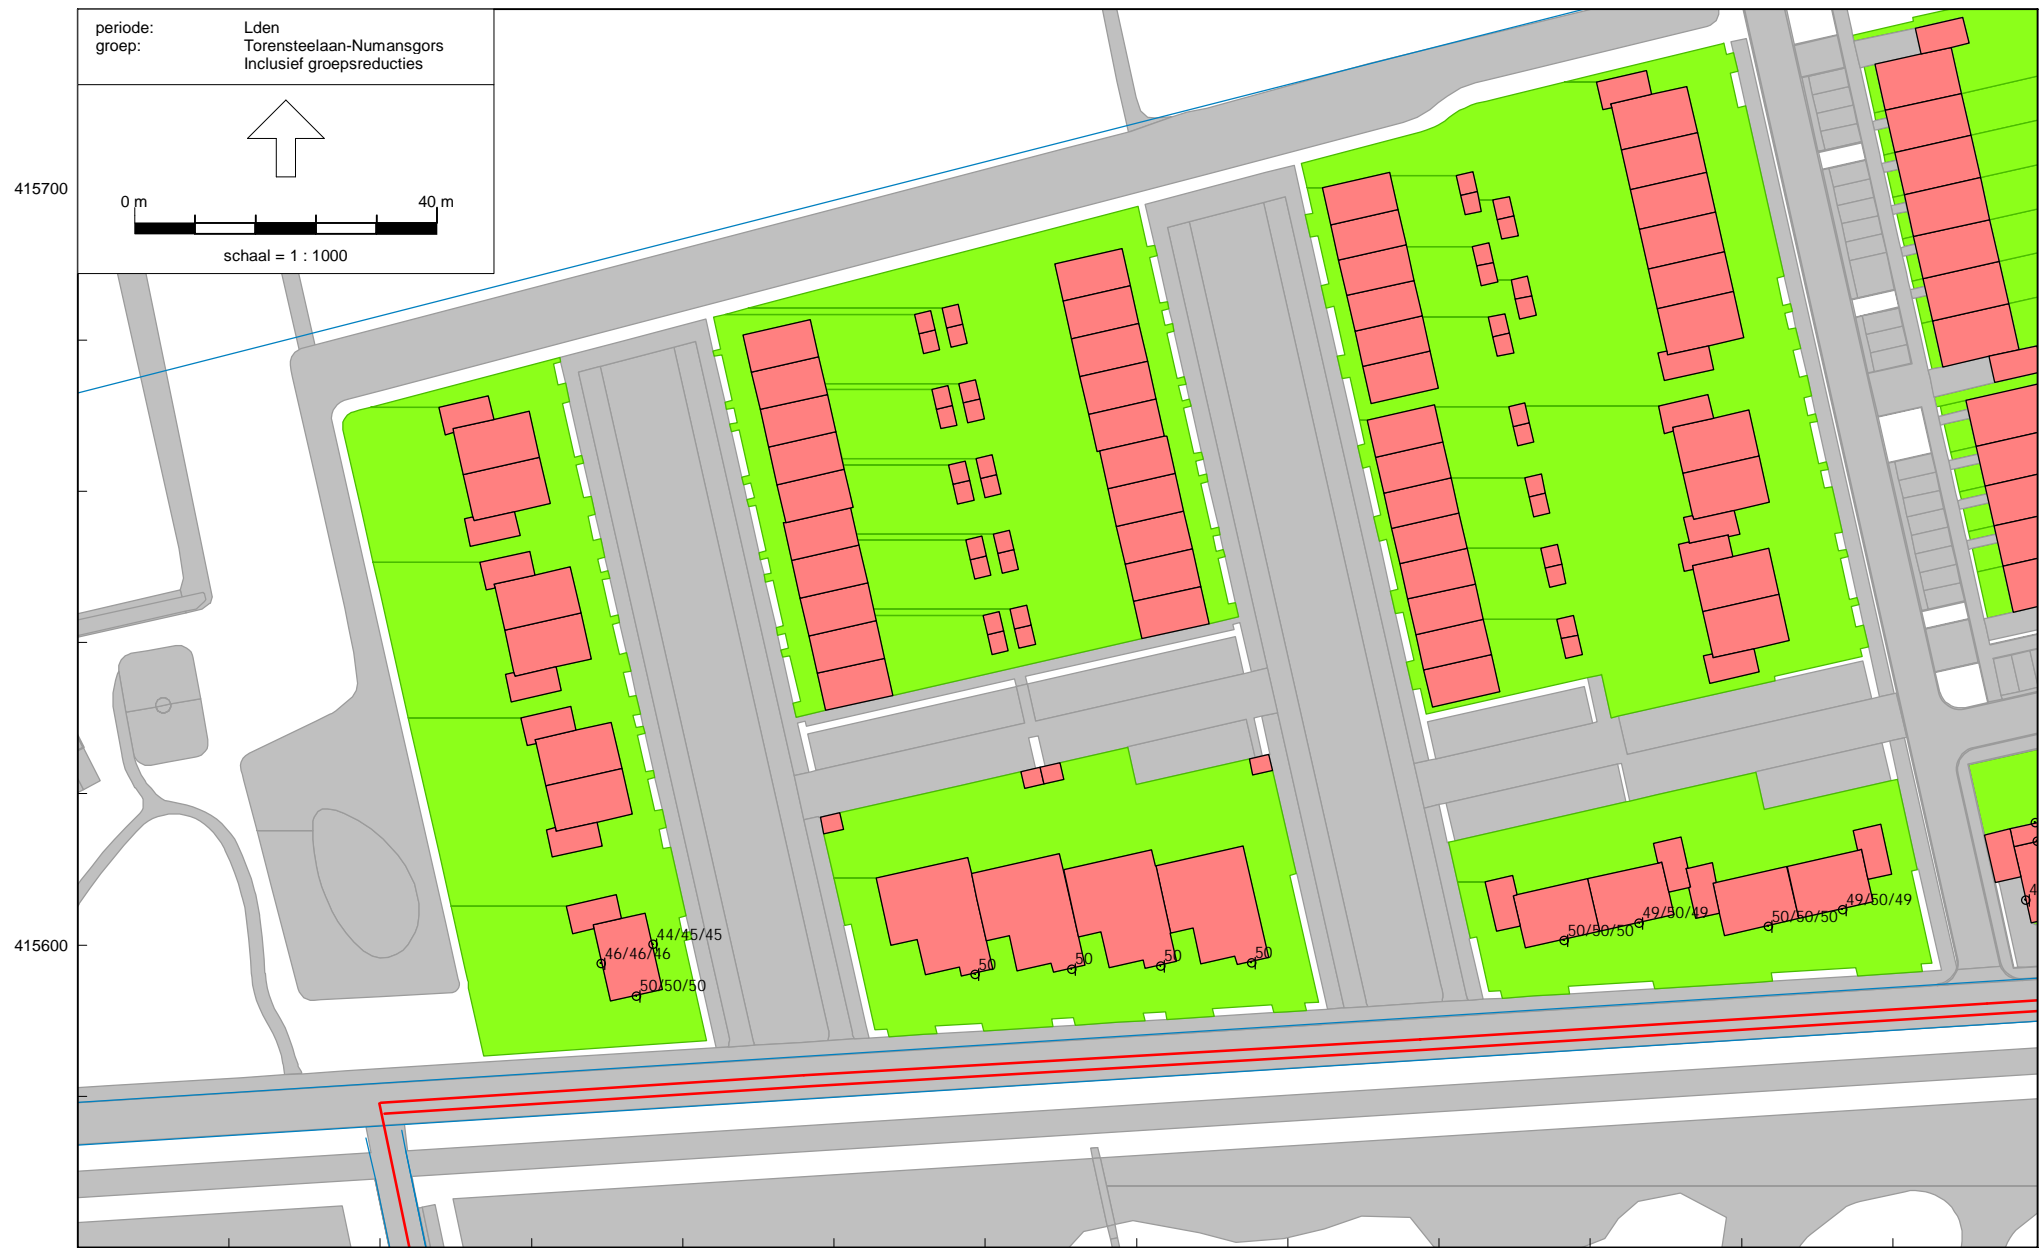 periode: Lden
groep: Torensteelaan-Numansgors
Inclusief groepsreducties
0 m 40 m
schaal = 1 : 1000
415700
415600
44/45/45
46/46/46
50/50/50
50
50
50
50
50/50/50
49/50/49
50/50/50
49/50/49